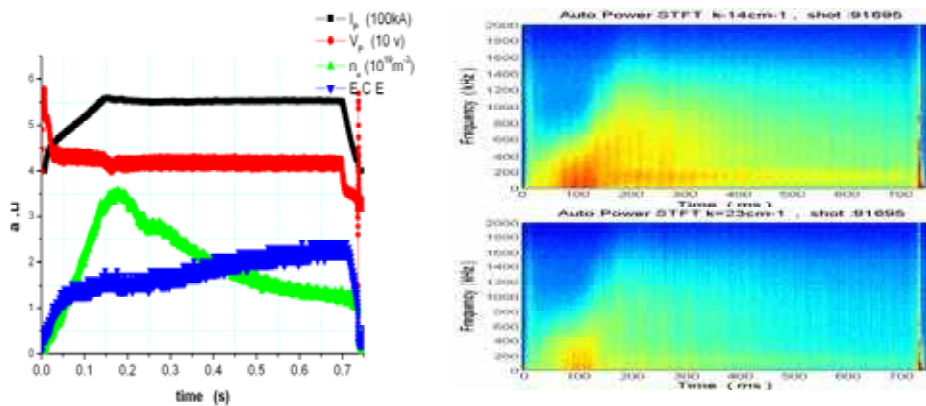 I_P (100kA)
V_P (10 v)
n_e (10^19 m^-3)
E C E
6
5
4
3
2
1
0
0.0 0.1 0.2 0.3 0.4 0.5 0.6 0.7
a .u
time (s)
Auto Power STFT k-14cm-1 , shot :91695
2000
1800
1600
1400
1200
1000
800
600
400
200
0
Frequency (kHz)
0 100 200 300 400 500 600 700
Time ( ms )
Auto Power STFT k=23cm-1 , shot :91695
2000
1800
1600
1400
1200
1000
800
600
400
200
0
Frequency (kHz)
0 100 200 300 400 500 600 700
Time ( ms )